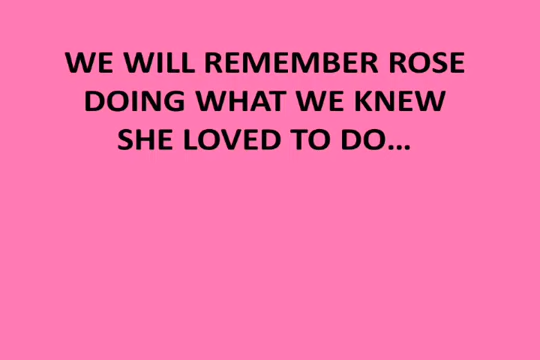 WE WILL REMEMBER ROSE
DOING WHAT WE KNEW
SHE LOVED TO DO...